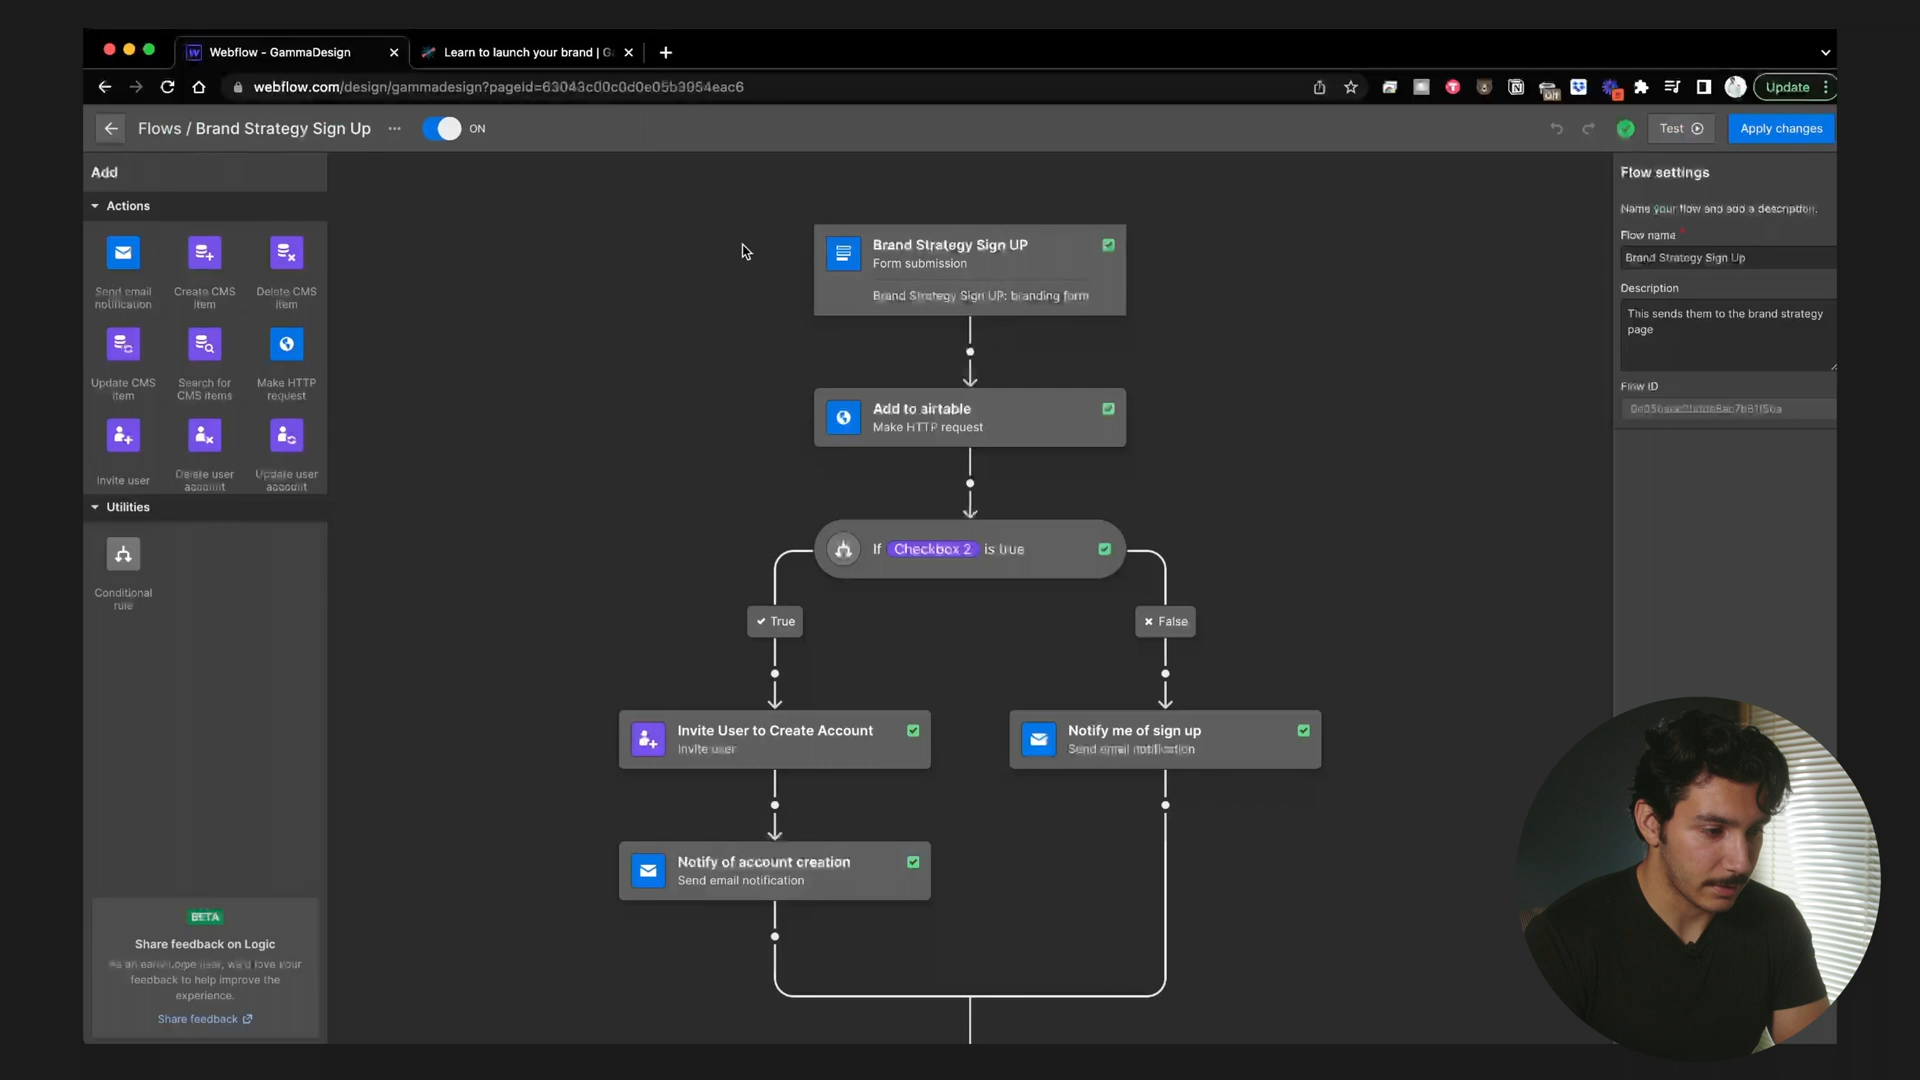 Webflow - GammaDesign
Learn to launch your brand | G
webflow.com/design/gammadesign?pageId=63043c00c0d0e05b3954eac6
Update
Flows / Brand Strategy Sign Up
ON
Test
Apply changes
Add
Actions
Send email
notification
Create CMS
item
Delete CMS
item
Update CMS
item
Search for
CMS items
Make HTTP
request
Invite user
Delete user
account
Update user
account
Utilities
Conditional
rule
BETA
Share feedback on Logic
feedback to help improve the
experience.
Share feedback
Brand Strategy Sign UP
Form submission
Brand Strategy Sign UP: branding form
Add to airtable
Make HTTP request
If Checkbox 2 is true
True
False
Invite User to Create Account
Invite user
Notify me of sign up
Send email notification
Notify of account creation
Send email notification
Flow settings
Name your flow and add a description.
Flow name *
Brand Strategy Sign Up
Description
This sends them to the brand strategy
page
Flow ID